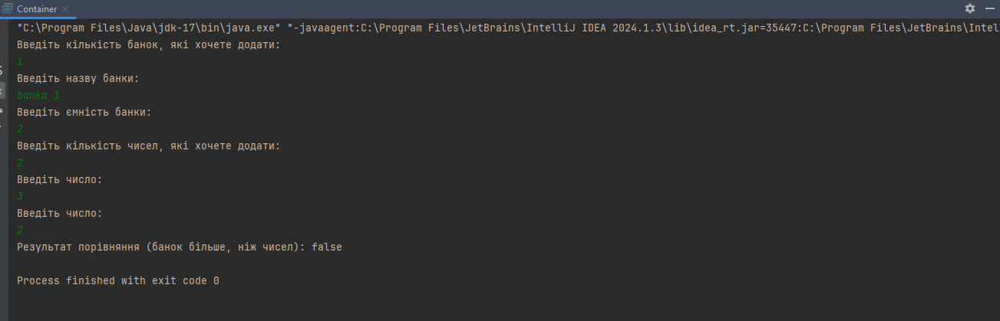 Container
"C:\Program Files\Java\jdk-17\bin\java.exe" "-javaagent:C:\Program Files\JetBrains\IntelliJ IDEA 2024.1.3\lib\idea_rt.jar=35447:C:\Program Files\JetBrains\Intel
Введіть кількість банок, які хочете додати:
1
Введіть назву банки:
banka 1
Введіть ємність банки:
2
Введіть кількість чисел, які хочете додати:
2
Введіть число:
3
Введіть число:
2
Результат порівняння (банок більше, ніж чисел): false
Process finished with exit code 0